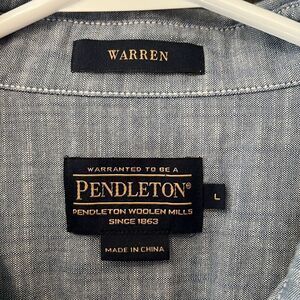 WARREN
WARRANTED TO BE A
PENDLETON®
PENDLETON WOOLEN MILLS
SINCE 1863
L
MADE IN CHINA